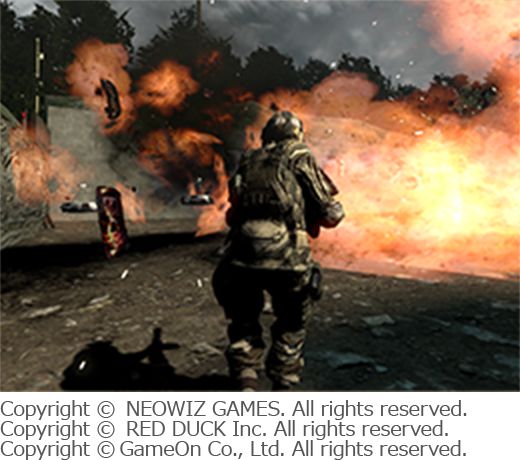 Copyright © NEOWIZ GAMES. All rights reserved.
Copyright © RED DUCK Inc. All rights reserved.
Copyright © GameOn Co., Ltd. All rights reserved.